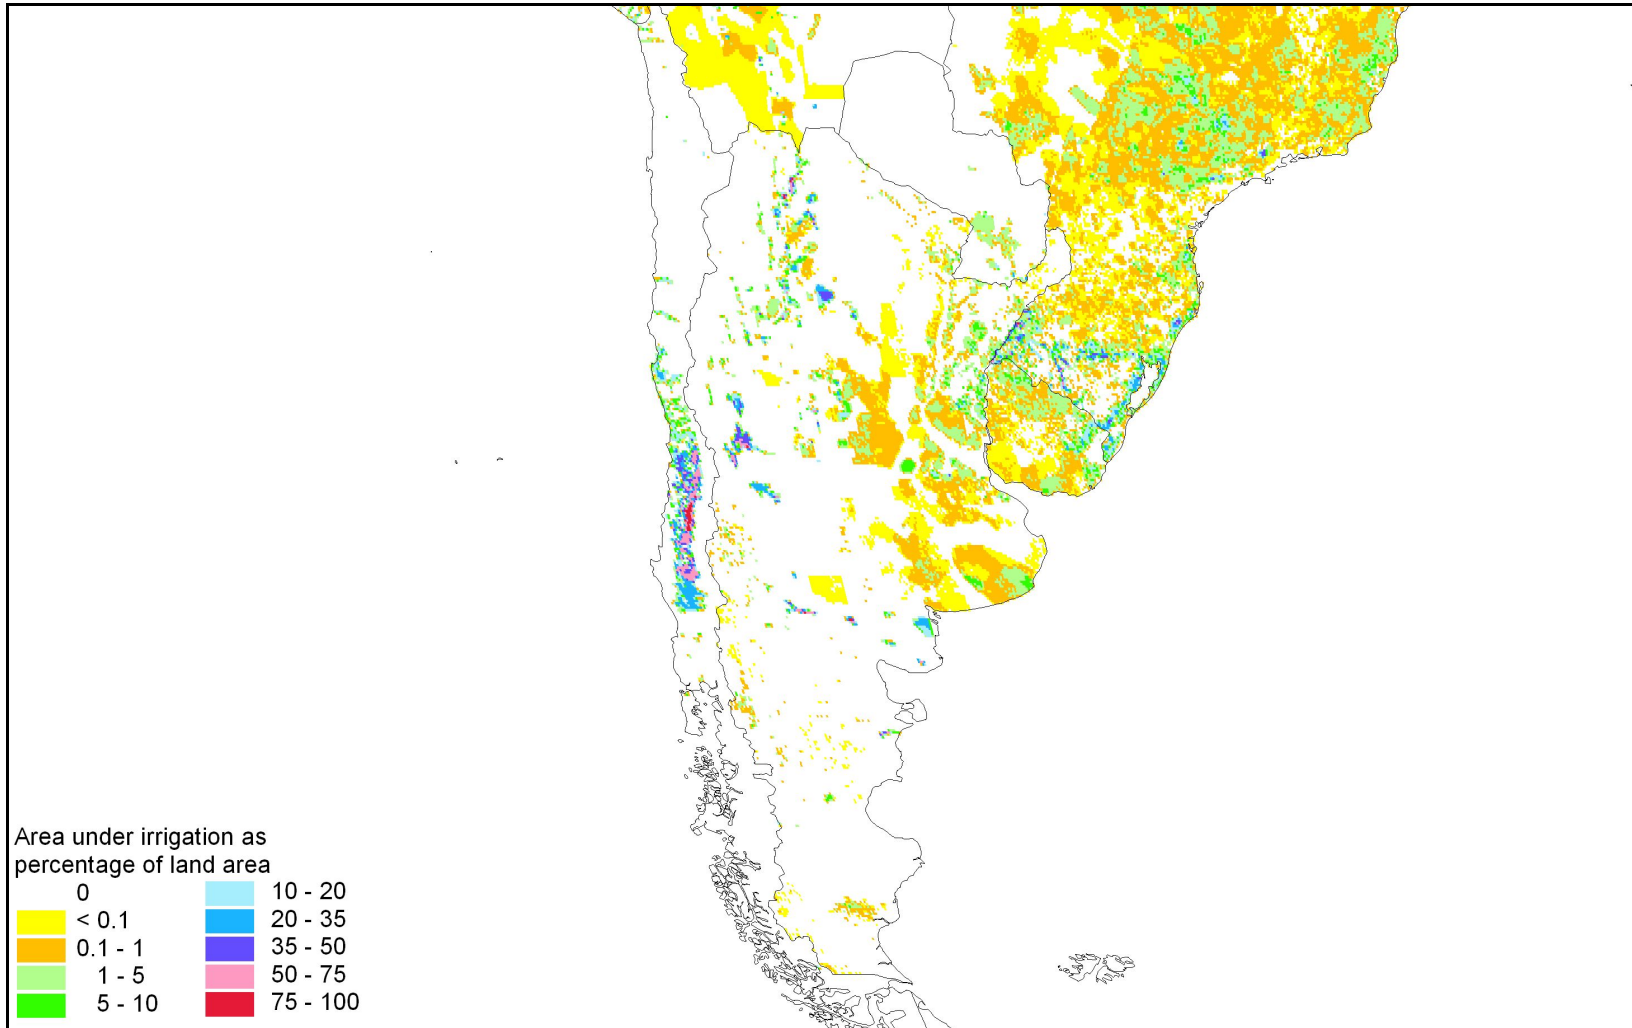 Area under irrigation as
percentage of land area
0
< 0.1
0.1 - 1
1 - 5
5 - 10
10 - 20
20 - 35
35 - 50
50 - 75
75 - 100